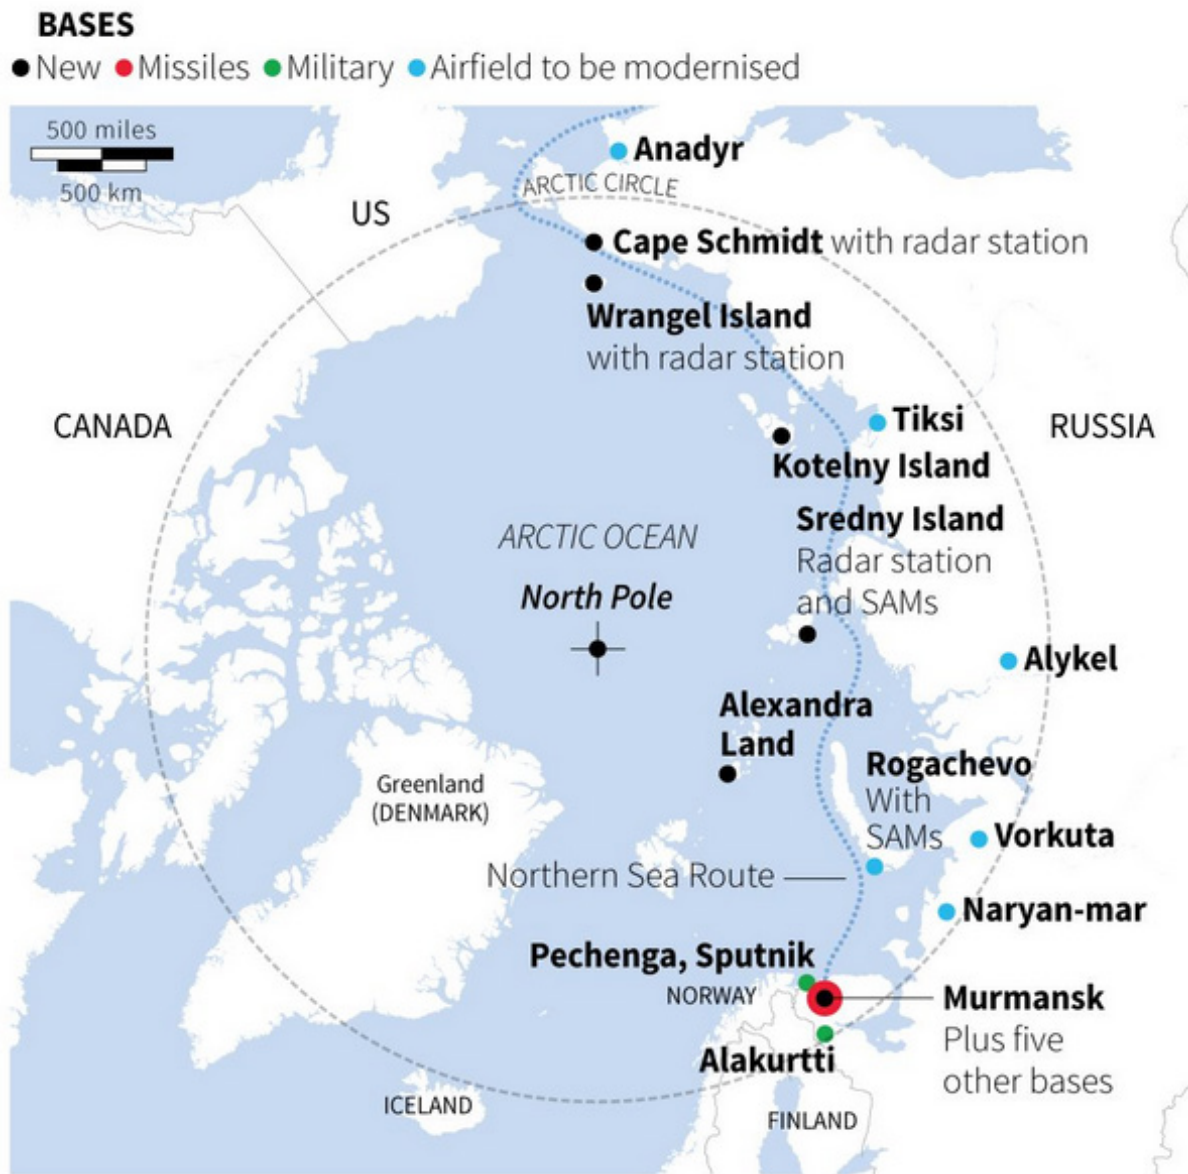 BASES
New Missiles Military Airfield to be modernised
500 miles
500 km
Anadyr
ARCTIC CIRCLE
US
Cape Schmidt with radar station
Wrangel Island
with radar station
CANADA
Tiksi
RUSSIA
Kotelny Island
Sredny Island
Radar station
and SAMs
ARCTIC OCEAN
North Pole
Alykel
Alexandra
Land
Rogachevo
With
SAMs
Greenland
(DENMARK)
Vorkuta
Northern Sea Route
Naryan-mar
Pechenga, Sputnik
NORWAY
Murmansk
Plus five
other bases
Alakurtti
ICELAND
FINLAND